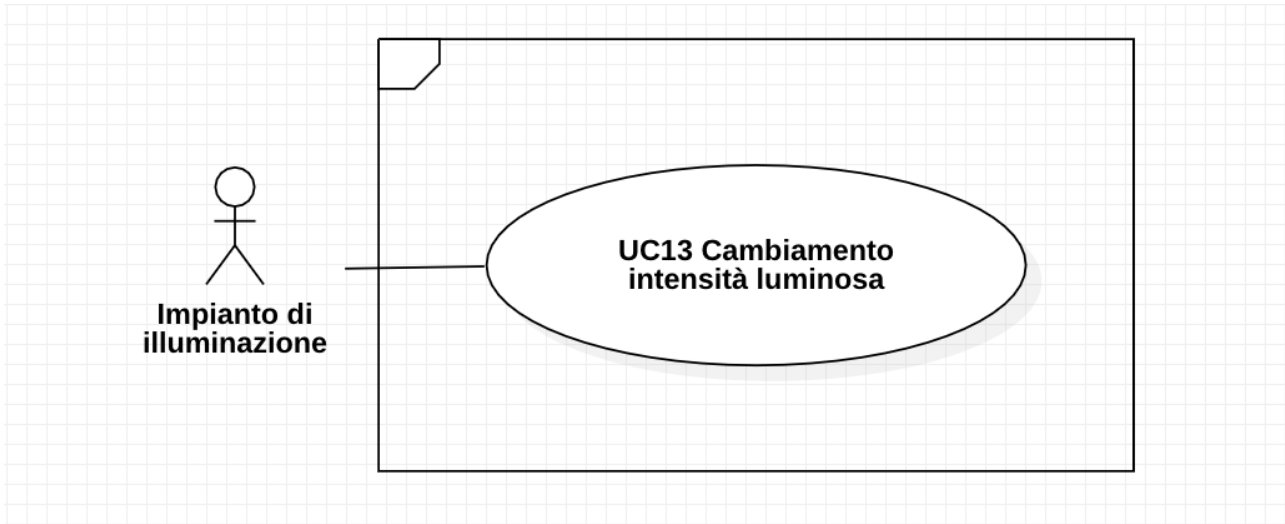 UC13 Cambiamento
intensità luminosa
Impianto di
illuminazione